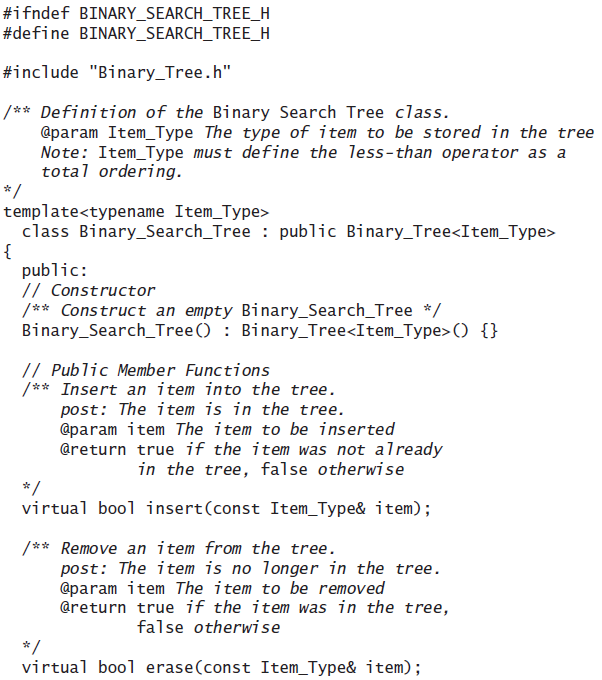 #ifndef BINARY_SEARCH_TREE_H
#define BINARY_SEARCH_TREE_H

#include "Binary_Tree.h"

/** Definition of the Binary Search Tree class.
    @param Item_Type The type of item to be stored in the tree
    Note: Item_Type must define the less-than operator as a
    total ordering.
*/
template<typename Item_Type>
  class Binary_Search_Tree : public Binary_Tree<Item_Type>
{
  public:
  // Constructor
  /** Construct an empty Binary_Search_Tree */
  Binary_Search_Tree() : Binary_Tree<Item_Type>() {}

  // Public Member Functions
  /** Insert an item into the tree.
      post: The item is in the tree.
      @param item The item to be inserted
      @return true if the item was not already
              in the tree, false otherwise
  */
  virtual bool insert(const Item_Type& item);

  /** Remove an item from the tree.
      post: The item is no longer in the tree.
      @param item The item to be removed
      @return true if the item was in the tree,
              false otherwise
  */
  virtual bool erase(const Item_Type& item);